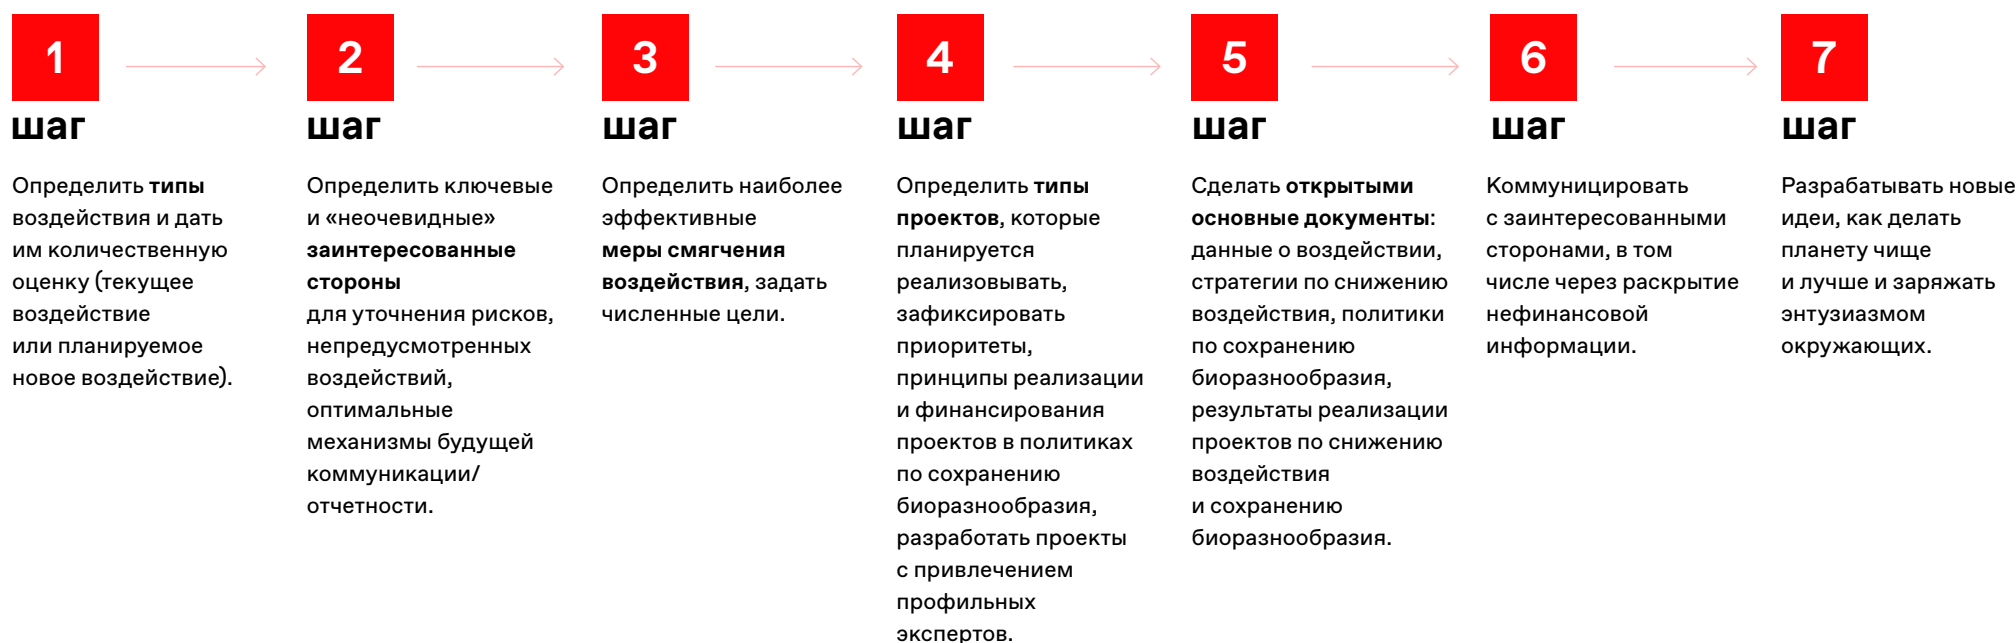 1
шаг
Определить типы
воздействия и дать
им количественную
оценку (текущее
воздействие
или планируемое
новое воздействие).
2
шаг
Определить ключевые
и «неочевидные»
заинтересованные
стороны
для уточнения рисков,
непредусмотренных
воздействий,
оптимальные
механизмы будущей
коммуникации/
отчетности.
3
шаг
Определить наиболее
эффективные
меры смягчения
воздействия, задать
численные цели.
4
шаг
Определить типы
проектов, которые
планируется
реализовывать,
зафиксировать
приоритеты,
принципы реализации
и финансирования
проектов в политиках
по сохранению
биоразнообразия,
разработать проекты
с привлечением
профильных
экспертов.
5
шаг
Сделать открытыми
основные документы:
данные о воздействии,
стратегии по снижению
воздействия, политики
по сохранению
биоразнообразия,
результаты реализации
проектов по снижению
воздействия
и сохранению
биоразнообразия.
6
шаг
Коммуницировать
с заинтересованными
сторонами, в том
числе через раскрытие
нефинансовой
информации.
7
шаг
Разрабатывать новые
идеи, как делать
планету чище
и лучше и заряжать
энтузиазмом
окружающих.